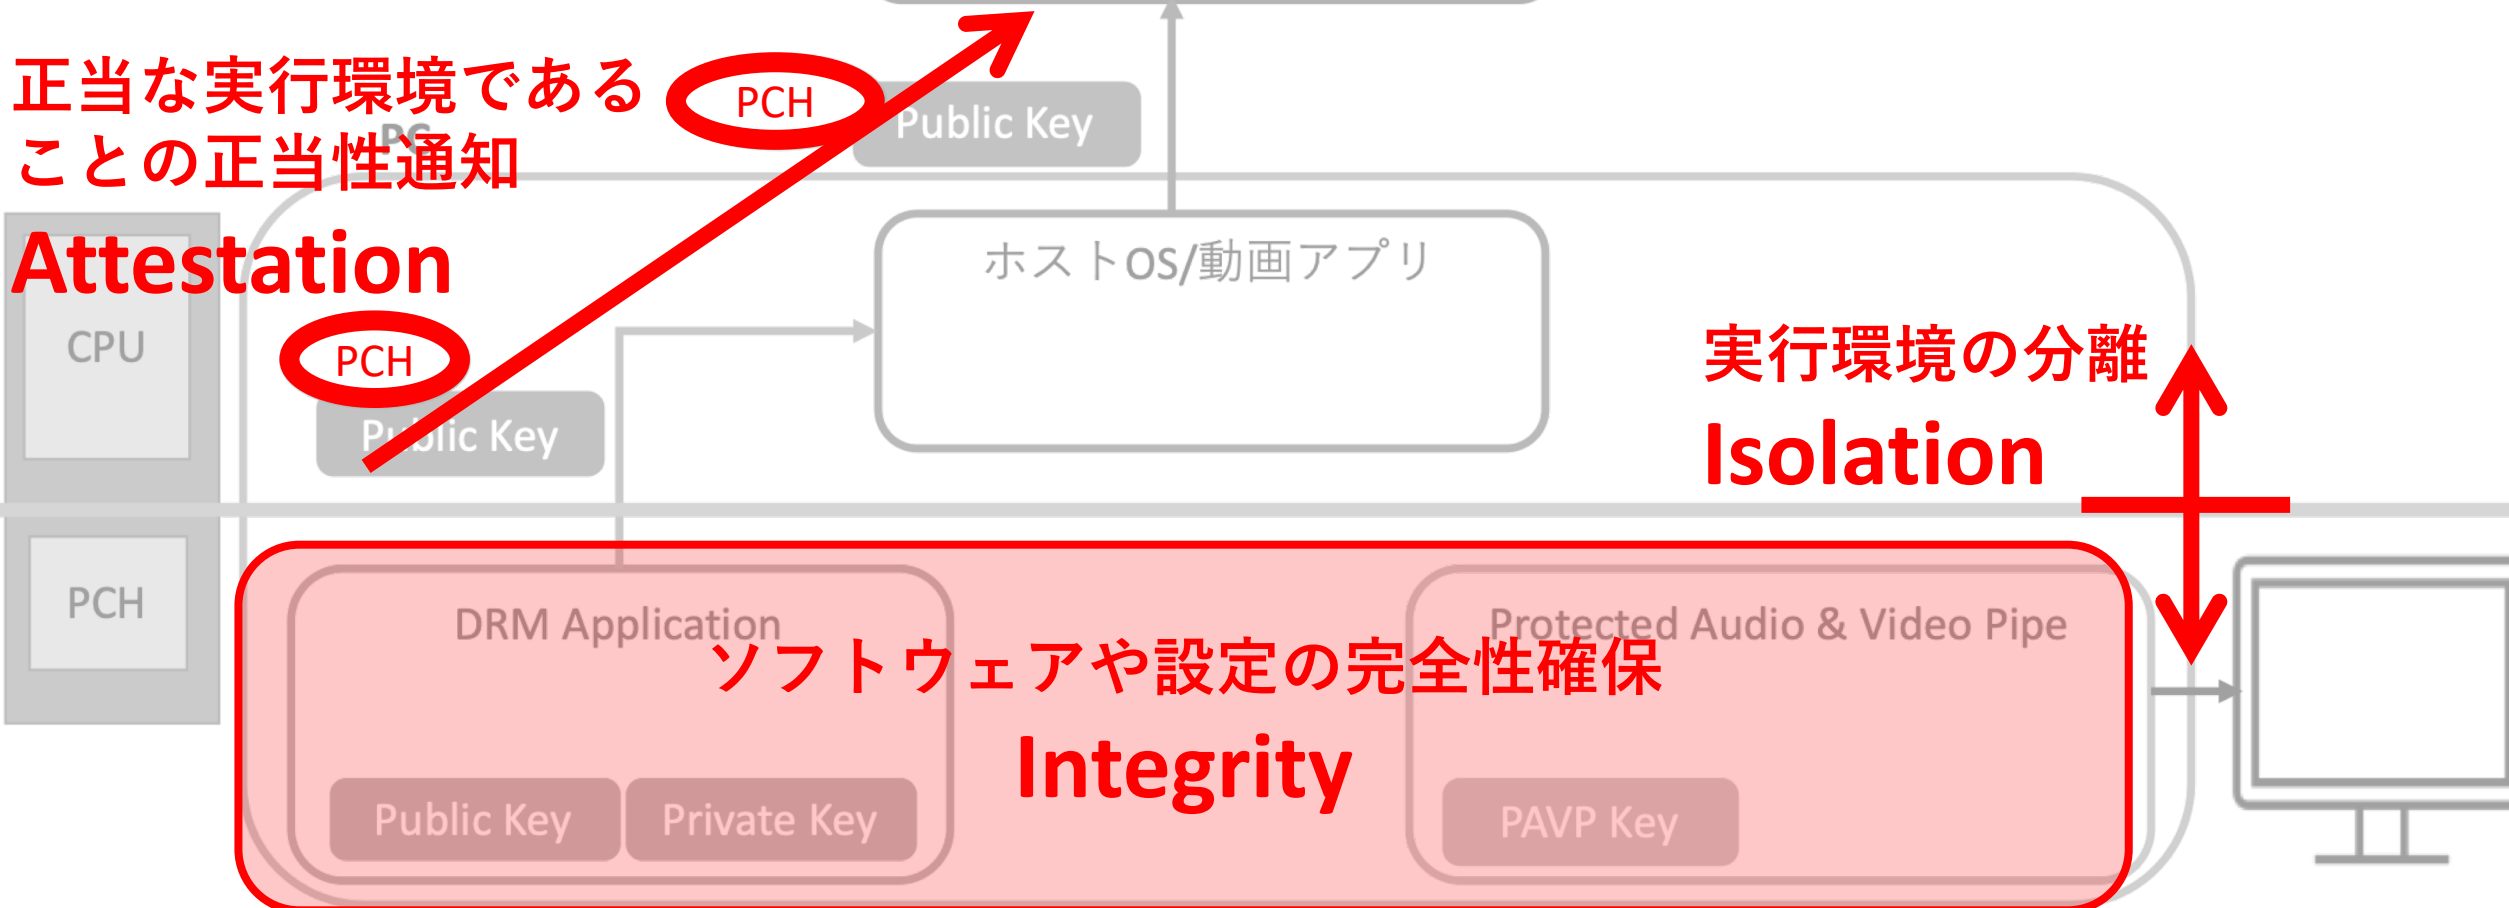 正当な実行環境である
ことの正当性通知
PCH
Public Key
PC
Attestation
ホストOS/動画アプリ
CPU
PCH
Public Key
実行環境の分離
Isolation
PCH
DRM Application
Protected Audio & Video Pipe
ソフトウェアや設定の完全性確保
Integrity
Public Key
Private Key
PAVP Key